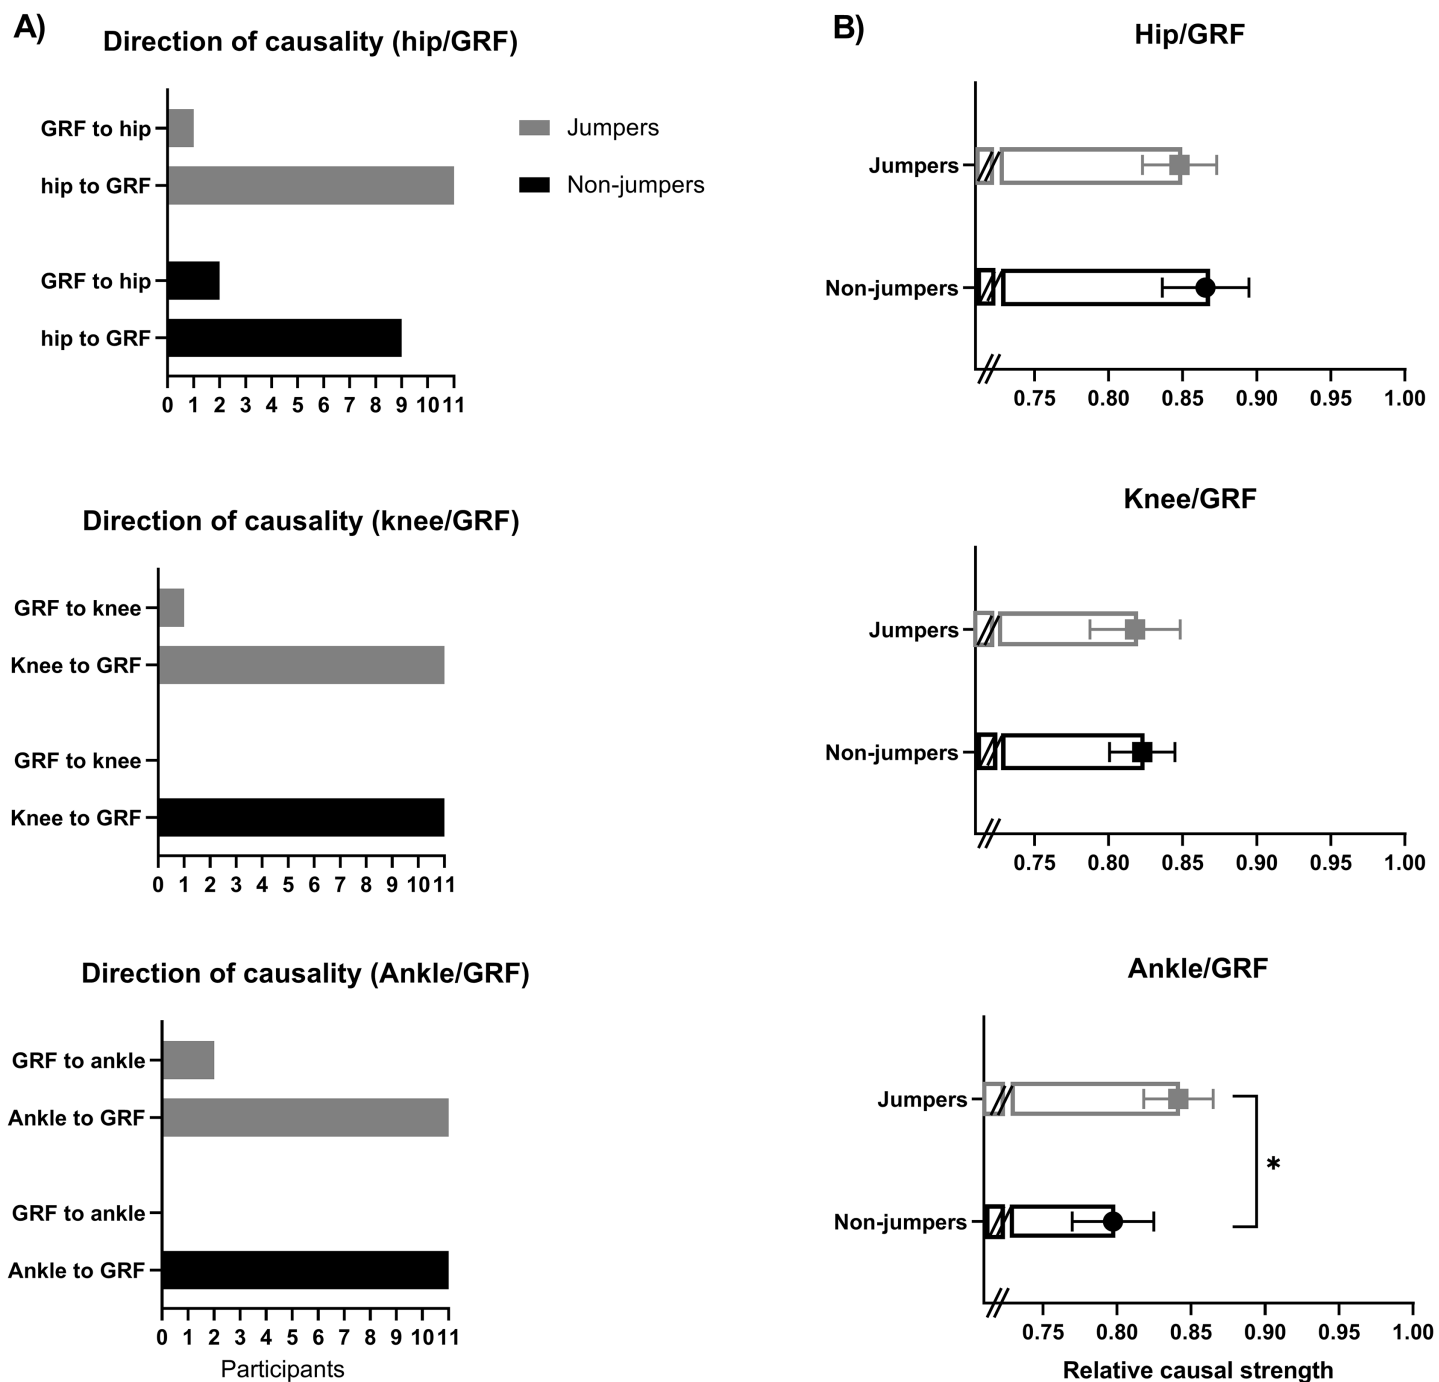 A)
Direction of causality (hip/GRF)
GRF to hip
hip to GRF
GRF to hip
hip to GRF
0 1 2 3 4 5 6 7 8 9 10 11
Jumpers
Non-jumpers
Direction of causality (knee/GRF)
GRF to knee
Knee to GRF
GRF to knee
Knee to GRF
0 1 2 3 4 5 6 7 8 9 10 11
Direction of causality (Ankle/GRF)
GRF to ankle
Ankle to GRF
GRF to ankle
Ankle to GRF
0 1 2 3 4 5 6 7 8 9 10 11
Participants
B)
Hip/GRF
Jumpers
Non-jumpers
0.75 0.80 0.85 0.90 0.95 1.00
Knee/GRF
Jumpers
Non-jumpers
0.75 0.80 0.85 0.90 0.95 1.00
Ankle/GRF
Jumpers
*
Non-jumpers
0.75 0.80 0.85 0.90 0.95 1.00
Relative causal strength